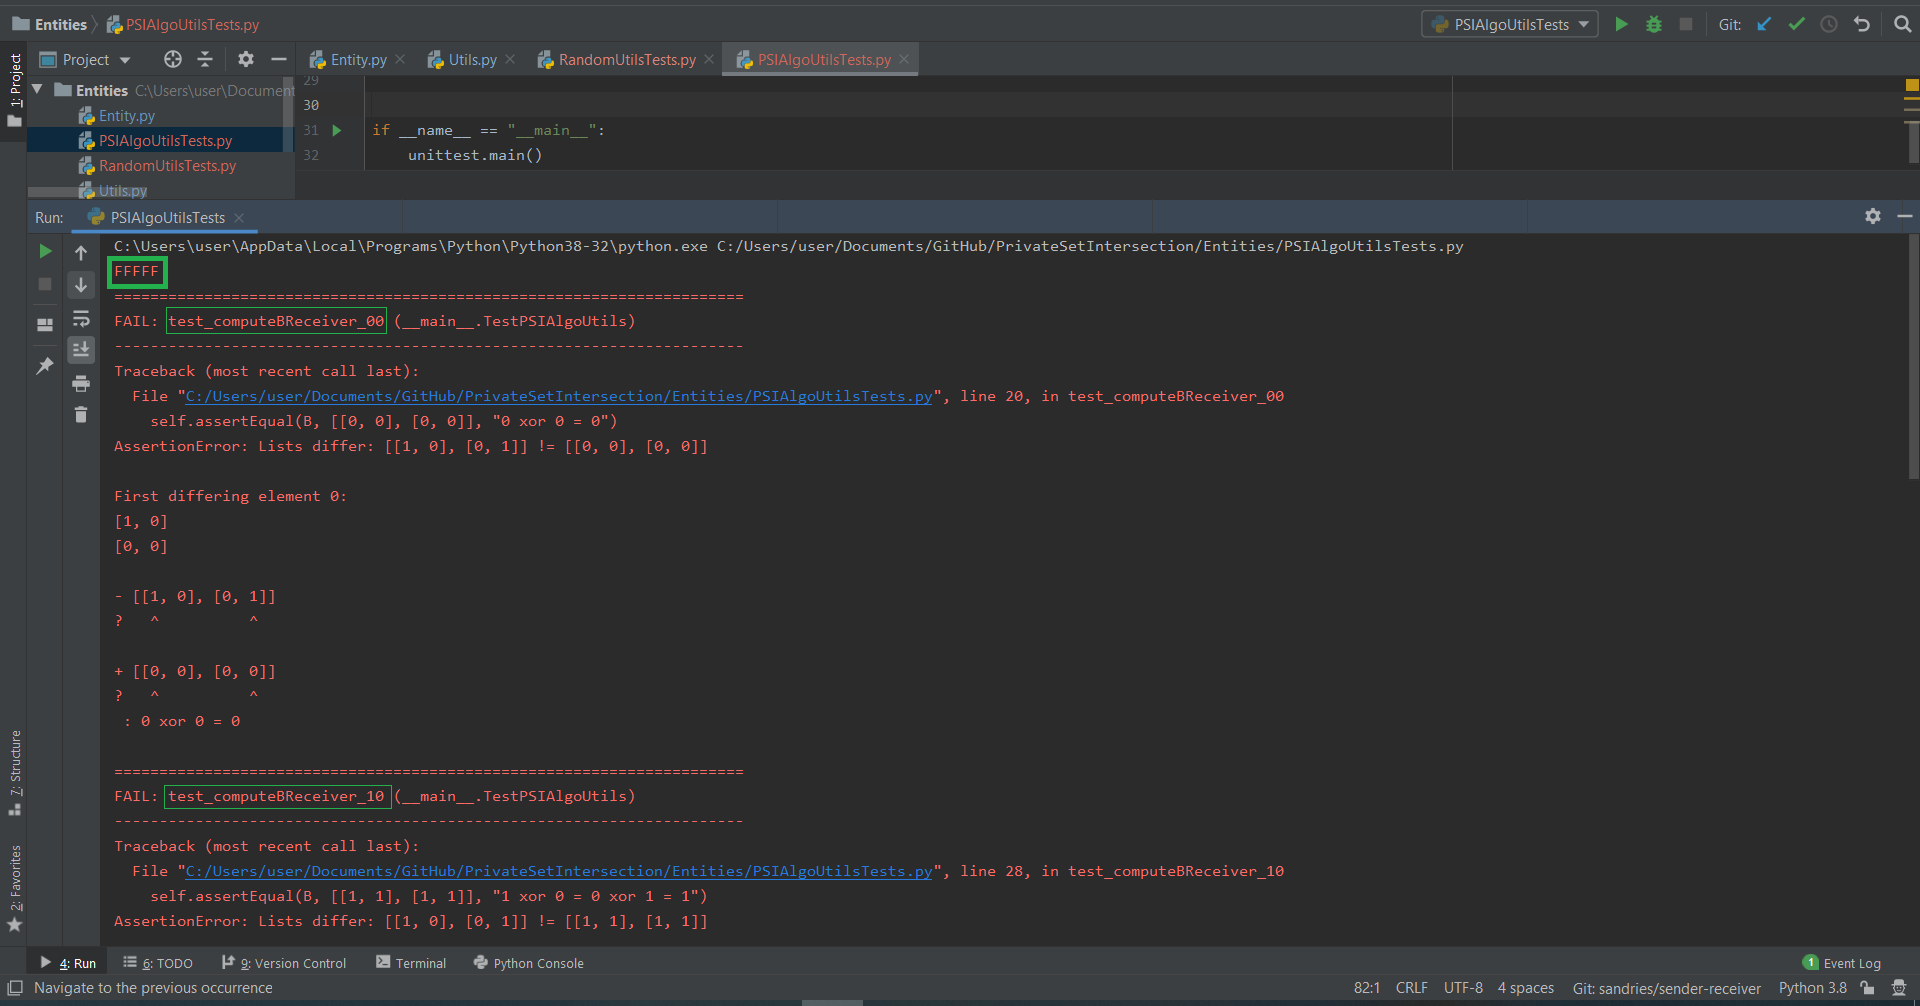 Entities PSIAlgoUtilsTests.py PSIAlgoUtilsTests Git:
1: Project Project Entity.py Utils.py RandomUtilsTests.py PSIAlgoUtilsTests.py
Entities C:\Users\user\Document
Entity.py
PSIAlgoUtilsTests.py
RandomUtilsTests.py
Utils.py
29
30
31 if __name__ == "__main__":
32 unittest.main()
Run: PSIAlgoUtilsTests
C:\Users\user\AppData\Local\Programs\Python\Python38-32\python.exe C:/Users/user/Documents/GitHub/PrivateSetIntersection/Entities/PSIAlgoUtilsTests.py
FFFFF
======================================================================
FAIL: test_computeBReceiver_00 (__main__.TestPSIAlgoUtils)
----------------------------------------------------------------------
Traceback (most recent call last):
File "C:/Users/user/Documents/GitHub/PrivateSetIntersection/Entities/PSIAlgoUtilsTests.py", line 20, in test_computeBReceiver_00
self.assertEqual(B, [[0, 0], [0, 0]], "0 xor 0 = 0")
AssertionError: Lists differ: [[1, 0], [0, 1]] != [[0, 0], [0, 0]]
First differing element 0:
[1, 0]
[0, 0]
- [[1, 0], [0, 1]]
? ^ ^
+ [[0, 0], [0, 0]]
? ^ ^
: 0 xor 0 = 0
======================================================================
FAIL: test_computeBReceiver_10 (__main__.TestPSIAlgoUtils)
----------------------------------------------------------------------
Traceback (most recent call last):
File "C:/Users/user/Documents/GitHub/PrivateSetIntersection/Entities/PSIAlgoUtilsTests.py", line 28, in test_computeBReceiver_10
self.assertEqual(B, [[1, 1], [1, 1]], "1 xor 0 = 0 xor 1 = 1")
AssertionError: Lists differ: [[1, 0], [0, 1]] != [[1, 1], [1, 1]]
7: Structure
2: Favorites
4: Run 6: TODO 9: Version Control Terminal Python Console 1 Event Log
Navigate to the previous occurrence 82:1 CRLF UTF-8 4 spaces Git: sandries/sender-receiver Python 3.8